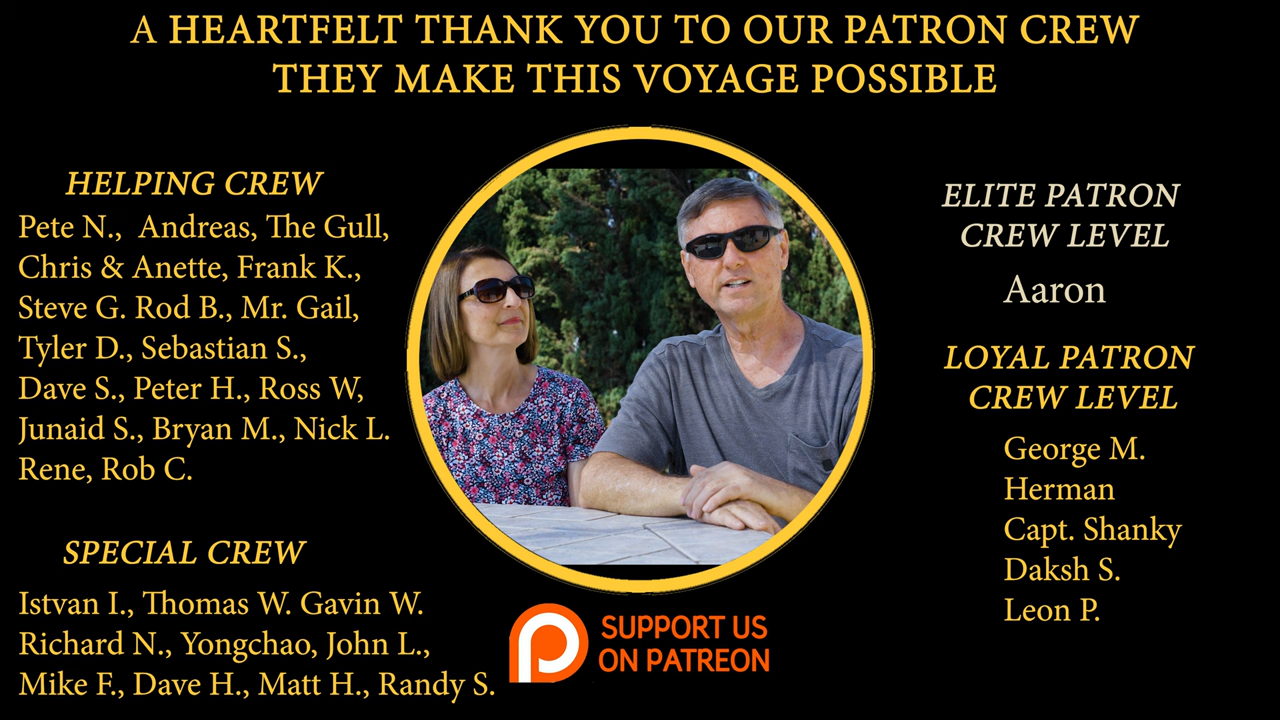 A HEARTFELT THANK YOU TO OUR PATRON CREW
THEY MAKE THIS VOYAGE POSSIBLE
HELPING CREW
Pete N., Andreas, The Gull,
Chris & Anette, Frank K.,
Steve G. Rod B., Mr. Gail,
Tyler D., Sebastian S.,
Dave S., Peter H., Ross W,
Junaid S., Bryan M., Nick L.
Rene, Rob C.
SPECIAL CREW
Istvan I., Thomas W. Gavin W.
Richard N., Yongchao, John L.,
Mike F., Dave H., Matt H., Randy S.
SUPPORT US
ON PATREON
ELITE PATRON
CREW LEVEL
Aaron
LOYAL PATRON
CREW LEVEL
George M.
Herman
Capt. Shanky
Daksh S.
Leon P.